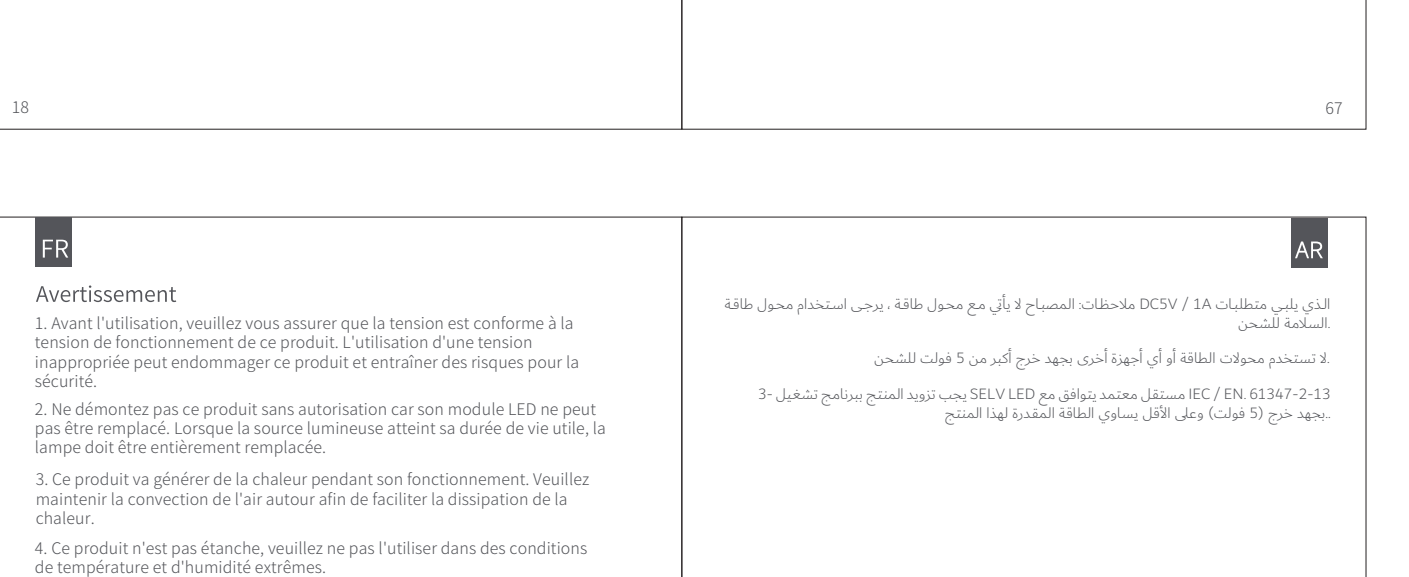 18
67
FR
Avertissement
1. Avant l'utilisation, veuillez vous assurer que la tension est conforme à la
tension de fonctionnement de ce produit. L'utilisation d'une tension
inappropriée peut endommager ce produit et entraîner des risques pour la
sécurité.
2. Ne démontez pas ce produit sans autorisation car son module LED ne peut
pas être remplacé. Lorsque la source lumineuse atteint sa durée de vie utile, la
lampe doit être entièrement remplacée.
3. Ce produit va générer de la chaleur pendant son fonctionnement. Veuillez
maintenir la convection de l'air autour afin de faciliter la dissipation de la
chaleur.
4. Ce produit n'est pas étanche, veuillez ne pas l'utiliser dans des conditions
de température et d'humidité extrêmes.
AR
الذي يلبي متطلبات DC5V / 1A ملاحظات: المصباح لا يأتي مع محول طاقة ، يرجى استخدام محول طاقة
.السلامة للشحن
.لا تستخدم محولات الطاقة أو أي أجهزة أخرى بجهد خرج أكبر من 5 فولت للشحن
IEC / EN. 61347-2-13 مستقل معتمد يتوافق مع SELV LED يجب تزويد المنتج ببرنامج تشغيل -3
..بجهد خرج (5 فولت) وعلى الأقل يساوي الطاقة المقدرة لهذا المنتج